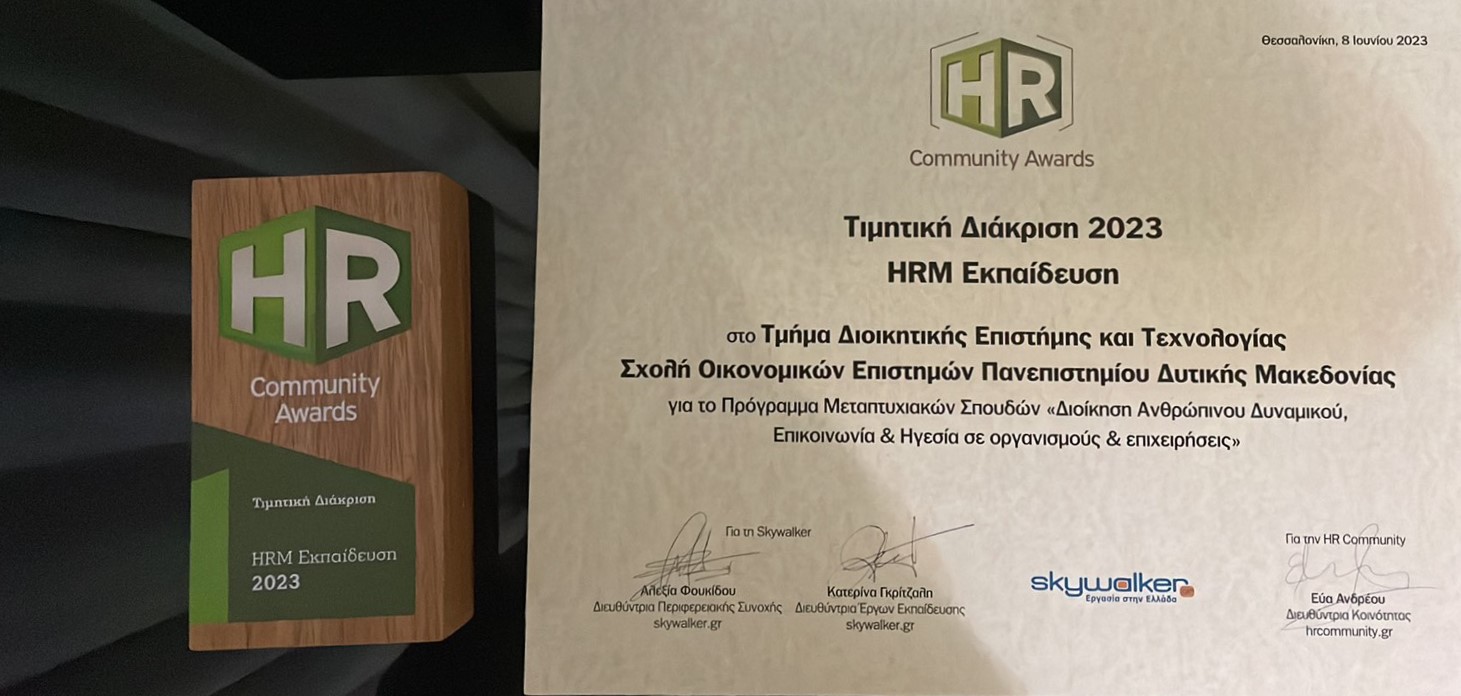 HR
Community
Awards
Τιμητική Διάκριση
HRM Εκπαίδευση
2023
Θεσσαλονίκη, 8 Ιουνίου 2023
HR
Community Awards
Τιμητική Διάκριση 2023
HRM Εκπαίδευση
στο Τμήμα Διοικητικής Επιστήμης και Τεχνολογίας
Σχολή Οικονομικών Επιστημών Πανεπιστημίου Δυτικής Μακεδονίας
για το Πρόγραμμα Μεταπτυχιακών Σπουδών «Διοίκηση Ανθρώπινου Δυναμικού,
Επικοινωνία & Ηγεσία σε οργανισμούς & επιχειρήσεις»
Για τη Skywalker
Αλεξία Φουκίδου
Διευθύντρια Περιφερειακής Συνοχής
skywalker.gr
Κατερίνα Γκρίτζαλη
Διευθύντρια Έργων Εκπαίδευσης
skywalker.gr
skywalker.gr
Εργασία στην Ελλάδα
Για την HR Community
Εύα Ανδρέου
Διευθύντρια Κοινότητας
hrcommunity.gr